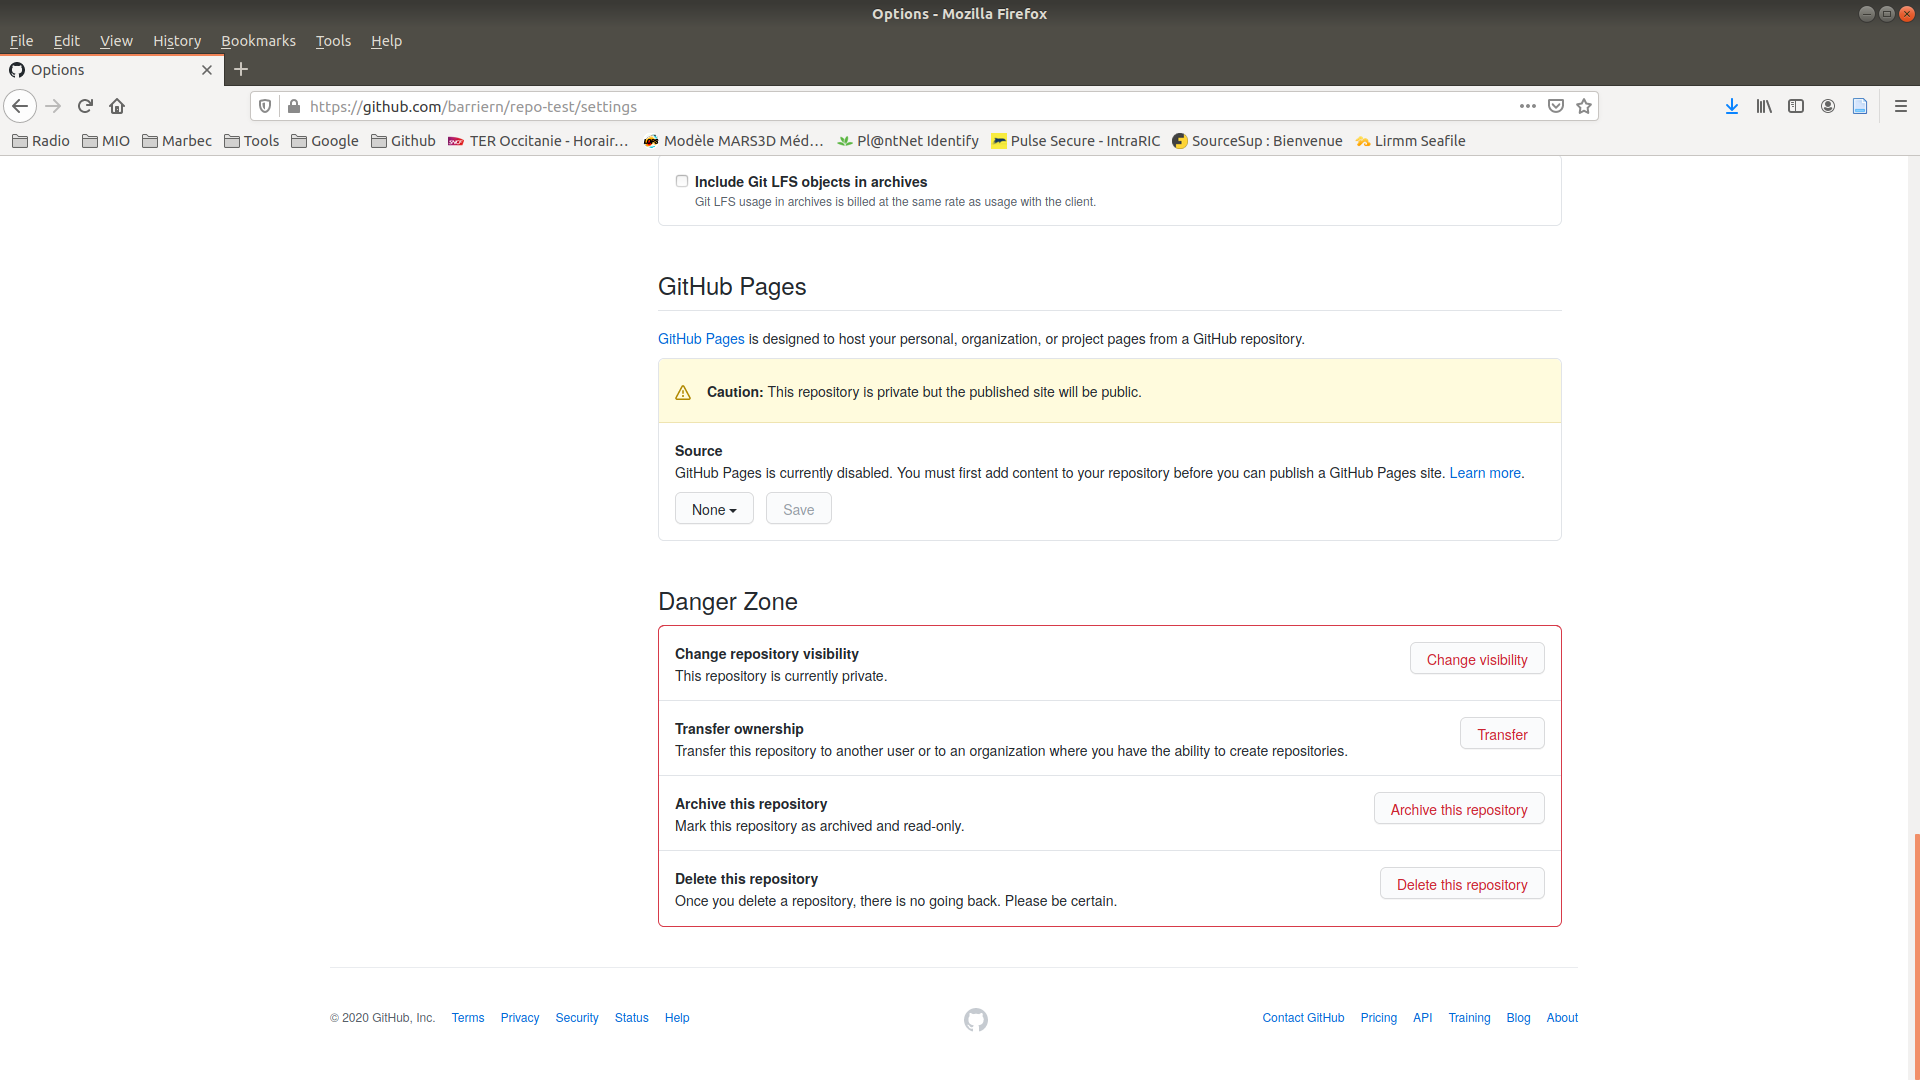 Options - Mozilla Firefox
File Edit View History Bookmarks Tools Help
Options
https://github.com/barriern/repo-test/settings
Radio MIO Marbec Tools Google Github TER Occitanie - Horair… Modèle MARS3D Méd… Pl@ntNet Identify Pulse Secure - IntraRIC SourceSup : Bienvenue Lirmm Seafile
Include Git LFS objects in archives
Git LFS usage in archives is billed at the same rate as usage with the client.
GitHub Pages
GitHub Pages is designed to host your personal, organization, or project pages from a GitHub repository.
Caution: This repository is private but the published site will be public.
Source
GitHub Pages is currently disabled. You must first add content to your repository before you can publish a GitHub Pages site. Learn more.
None Save
Danger Zone
Change repository visibility
This repository is currently private.
Change visibility
Transfer ownership
Transfer this repository to another user or to an organization where you have the ability to create repositories.
Transfer
Archive this repository
Mark this repository as archived and read-only.
Archive this repository
Delete this repository
Once you delete a repository, there is no going back. Please be certain.
Delete this repository
© 2020 GitHub, Inc. Terms Privacy Security Status Help Contact GitHub Pricing API Training Blog About